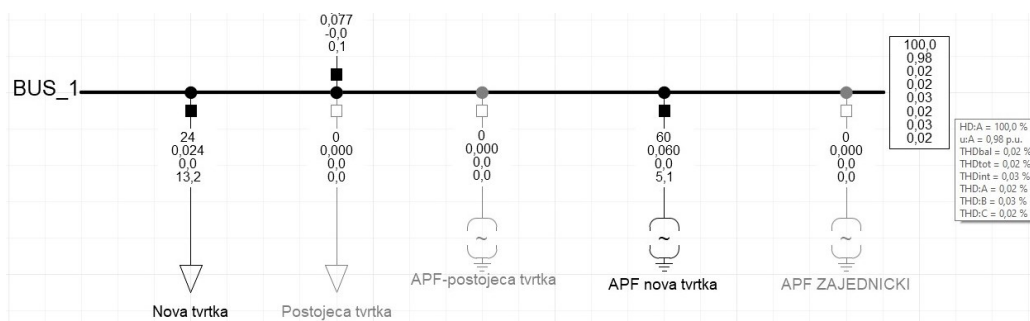 0,077
-0,0
0,1
BUS_1
24
0,024
0,0
13,2
0
0,000
0,0
0,0
0
0,000
0,0
0,0
60
0,060
0,0
5,1
0
0,000
0,0
0,0
100,0
0,98
0,02
0,02
0,03
0,02
0,03
0,02
HD:A = 100,0 %
u:A = 0,98 p.u.
THDbal = 0,02 %
THDtot = 0,02 %
THDint = 0,03 %
THD:A = 0,02 %
THD:B = 0,03 %
THD:C = 0,02 %
Nova tvrtka
Postojeca tvrtka
APF-postojeca tvrtka
APF nova tvrtka
APF ZAJEDNICKI